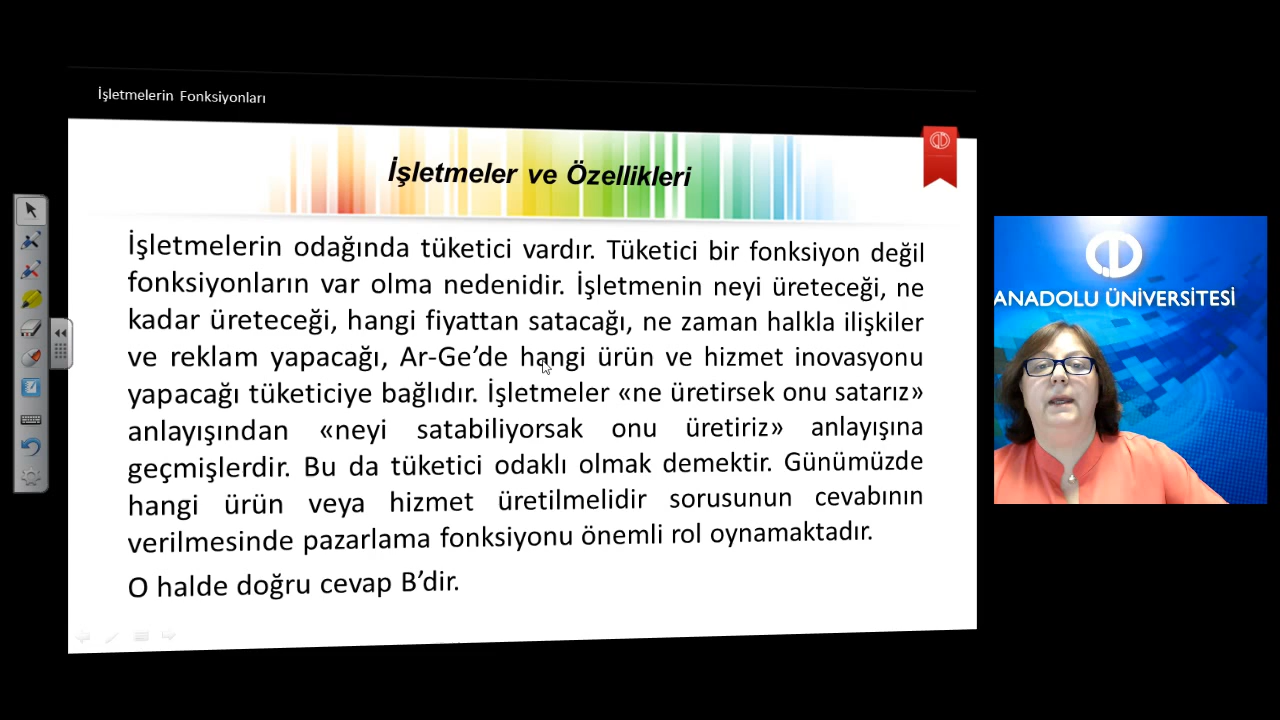 İşletmelerin Fonksiyonları
İşletmeler ve Özellikleri
İşletmelerin odağında tüketici vardır. Tüketici bir fonksiyon değil
fonksiyonların var olma nedenidir. İşletmenin neyi üreteceği, ne
kadar üreteceği, hangi fiyattan satacağı, ne zaman halkla ilişkiler
ve reklam yapacağı, Ar-Ge’de hangi ürün ve hizmet inovasyonu
yapacağı tüketiciye bağlıdır. İşletmeler «ne üretirsek onu satarız»
anlayışından «neyi satabiliyorsak onu üretiriz» anlayışına
geçmişlerdir. Bu da tüketici odaklı olmak demektir. Günümüzde
hangi ürün veya hizmet üretilmelidir sorusunun cevabının
verilmesinde pazarlama fonksiyonu önemli rol oynamaktadır.
O halde doğru cevap B’dir.
ANADOLU ÜNİVERSİTESİ